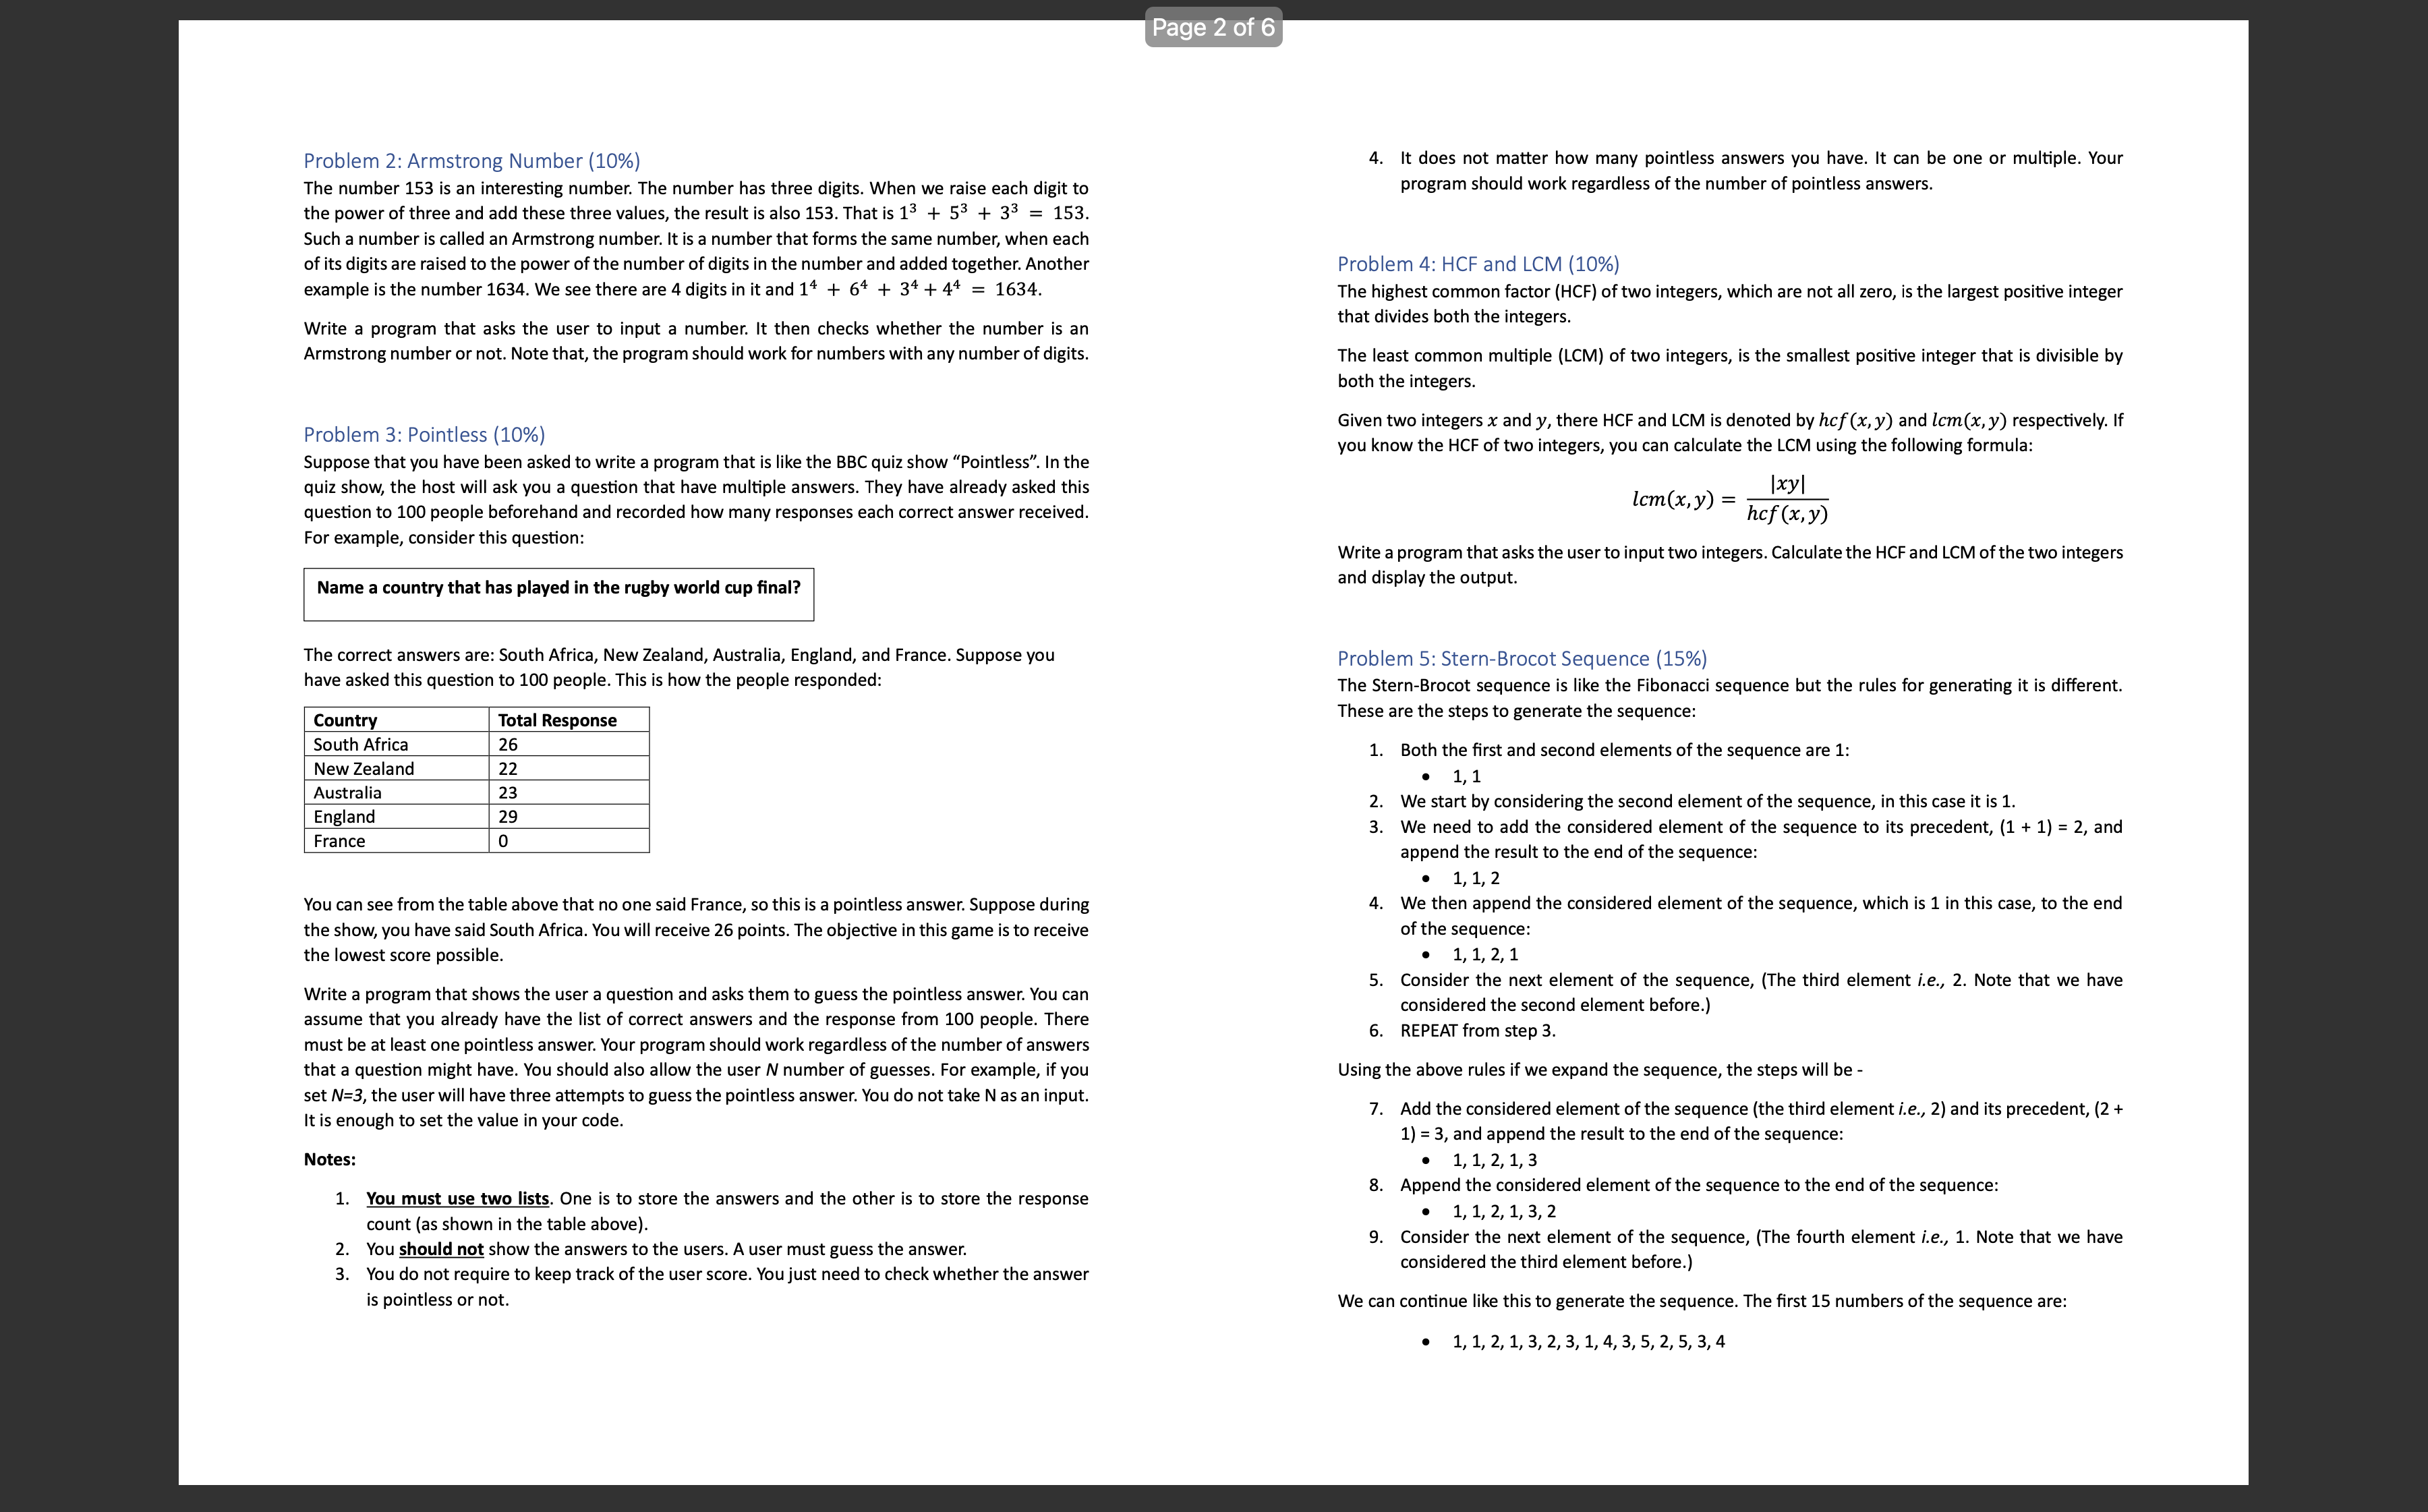 Page 2 of 6
Problem 2: Armstrong Number (10%)
The number 153 is an interesting number. The number has three digits. When we raise each digit to
the power of three and add these three values, the result is also 153. That is 1³ + 5³ + 3³ = 153.
Such a number is called an Armstrong number. It is a number that forms the same number, when each
of its digits are raised to the power of the number of digits in the number and added together. Another
example is the number 1634. We see there are 4 digits in it and 1⁴ + 6⁴ + 3⁴ + 4⁴ = 1634.
Write a program that asks the user to input a number. It then checks whether the number is an
Armstrong number or not. Note that, the program should work for numbers with any number of digits.
Problem 3: Pointless (10%)
Suppose that you have been asked to write a program that is like the BBC quiz show “Pointless”. In the
quiz show, the host will ask you a question that have multiple answers. They have already asked this
question to 100 people beforehand and recorded how many responses each correct answer received.
For example, consider this question:
Name a country that has played in the rugby world cup final?
The correct answers are: South Africa, New Zealand, Australia, England, and France. Suppose you
have asked this question to 100 people. This is how the people responded:
Country Total Response
South Africa 26
New Zealand 22
Australia 23
England 29
France 0
You can see from the table above that no one said France, so this is a pointless answer. Suppose during
the show, you have said South Africa. You will receive 26 points. The objective in this game is to receive
the lowest score possible.
Write a program that shows the user a question and asks them to guess the pointless answer. You can
assume that you already have the list of correct answers and the response from 100 people. There
must be at least one pointless answer. Your program should work regardless of the number of answers
that a question might have. You should also allow the user N number of guesses. For example, if you
set N=3, the user will have three attempts to guess the pointless answer. You do not take N as an input.
It is enough to set the value in your code.
Notes:
1. You must use two lists. One is to store the answers and the other is to store the response
count (as shown in the table above).
2. You should not show the answers to the users. A user must guess the answer.
3. You do not require to keep track of the user score. You just need to check whether the answer
is pointless or not.
4. It does not matter how many pointless answers you have. It can be one or multiple. Your
program should work regardless of the number of pointless answers.
Problem 4: HCF and LCM (10%)
The highest common factor (HCF) of two integers, which are not all zero, is the largest positive integer
that divides both the integers.
The least common multiple (LCM) of two integers, is the smallest positive integer that is divisible by
both the integers.
Given two integers x and y, there HCF and LCM is denoted by hcf(x, y) and lcm(x, y) respectively. If
you know the HCF of two integers, you can calculate the LCM using the following formula:
lcm(x, y) = |xy| / hcf(x, y)
Write a program that asks the user to input two integers. Calculate the HCF and LCM of the two integers
and display the output.
Problem 5: Stern-Brocot Sequence (15%)
The Stern-Brocot sequence is like the Fibonacci sequence but the rules for generating it is different.
These are the steps to generate the sequence:
1. Both the first and second elements of the sequence are 1:
• 1, 1
2. We start by considering the second element of the sequence, in this case it is 1.
3. We need to add the considered element of the sequence to its precedent, (1 + 1) = 2, and
append the result to the end of the sequence:
• 1, 1, 2
4. We then append the considered element of the sequence, which is 1 in this case, to the end
of the sequence:
• 1, 1, 2, 1
5. Consider the next element of the sequence, (The third element i.e., 2. Note that we have
considered the second element before.)
6. REPEAT from step 3.
Using the above rules if we expand the sequence, the steps will be -
7. Add the considered element of the sequence (the third element i.e., 2) and its precedent, (2 +
1) = 3, and append the result to the end of the sequence:
• 1, 1, 2, 1, 3
8. Append the considered element of the sequence to the end of the sequence:
• 1, 1, 2, 1, 3, 2
9. Consider the next element of the sequence, (The fourth element i.e., 1. Note that we have
considered the third element before.)
We can continue like this to generate the sequence. The first 15 numbers of the sequence are:
• 1, 1, 2, 1, 3, 2, 3, 1, 4, 3, 5, 2, 5, 3, 4